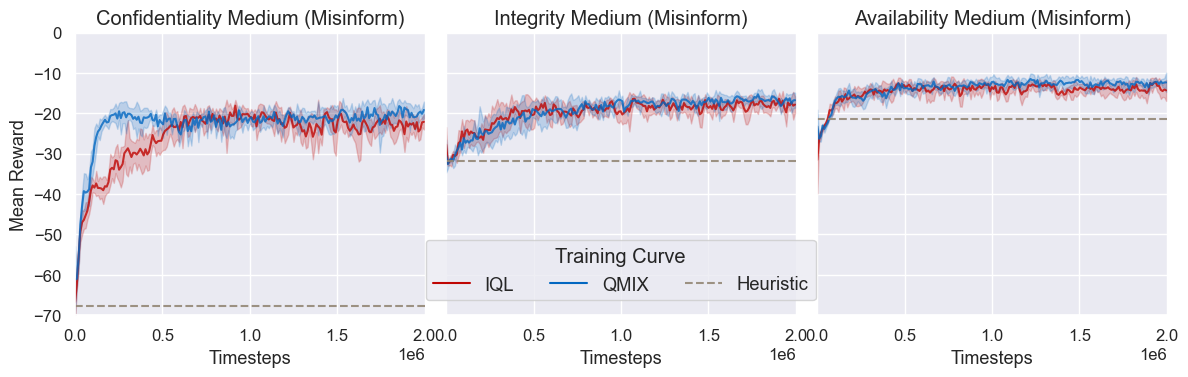 Confidentiality Medium (Misinform)
Integrity Medium (Misinform)
Availability Medium (Misinform)
Mean Reward
0
−10
−20
−30
−40
−50
−60
−70
Training Curve
IQL QMIX Heuristic
0.0 0.5 1.0 1.5 2.0
0.0 0.5 1.0 1.5 2.0
0.0 0.5 1.0 1.5 2.0
Timesteps 1e6
Timesteps 1e6
Timesteps 1e6